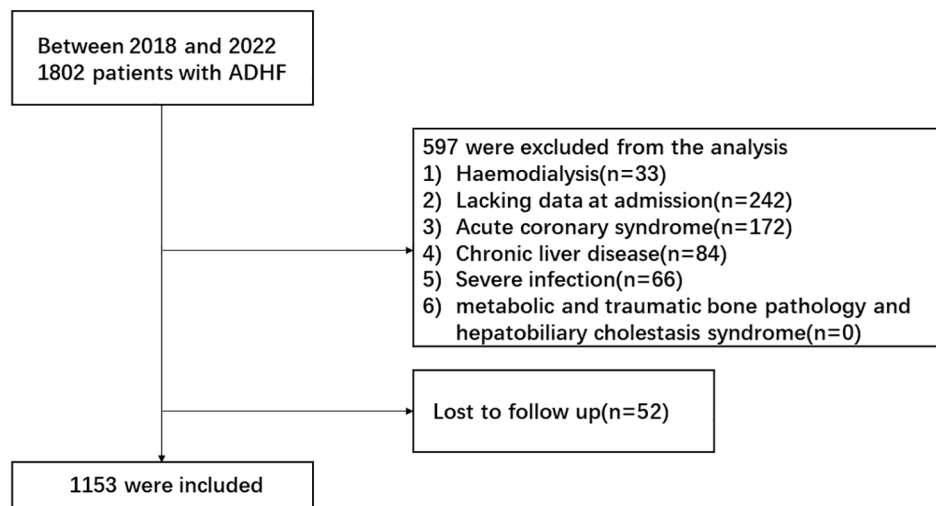 Between 2018 and 2022
1802 patients with ADHF
597 were excluded from the analysis
1) Haemodialysis(n=33)
2) Lacking data at admission(n=242)
3) Acute coronary syndrome(n=172)
4) Chronic liver disease(n=84)
5) Severe infection(n=66)
6) metabolic and traumatic bone pathology and
hepatobiliary cholestasis syndrome(n=0)
Lost to follow up(n=52)
1153 were included